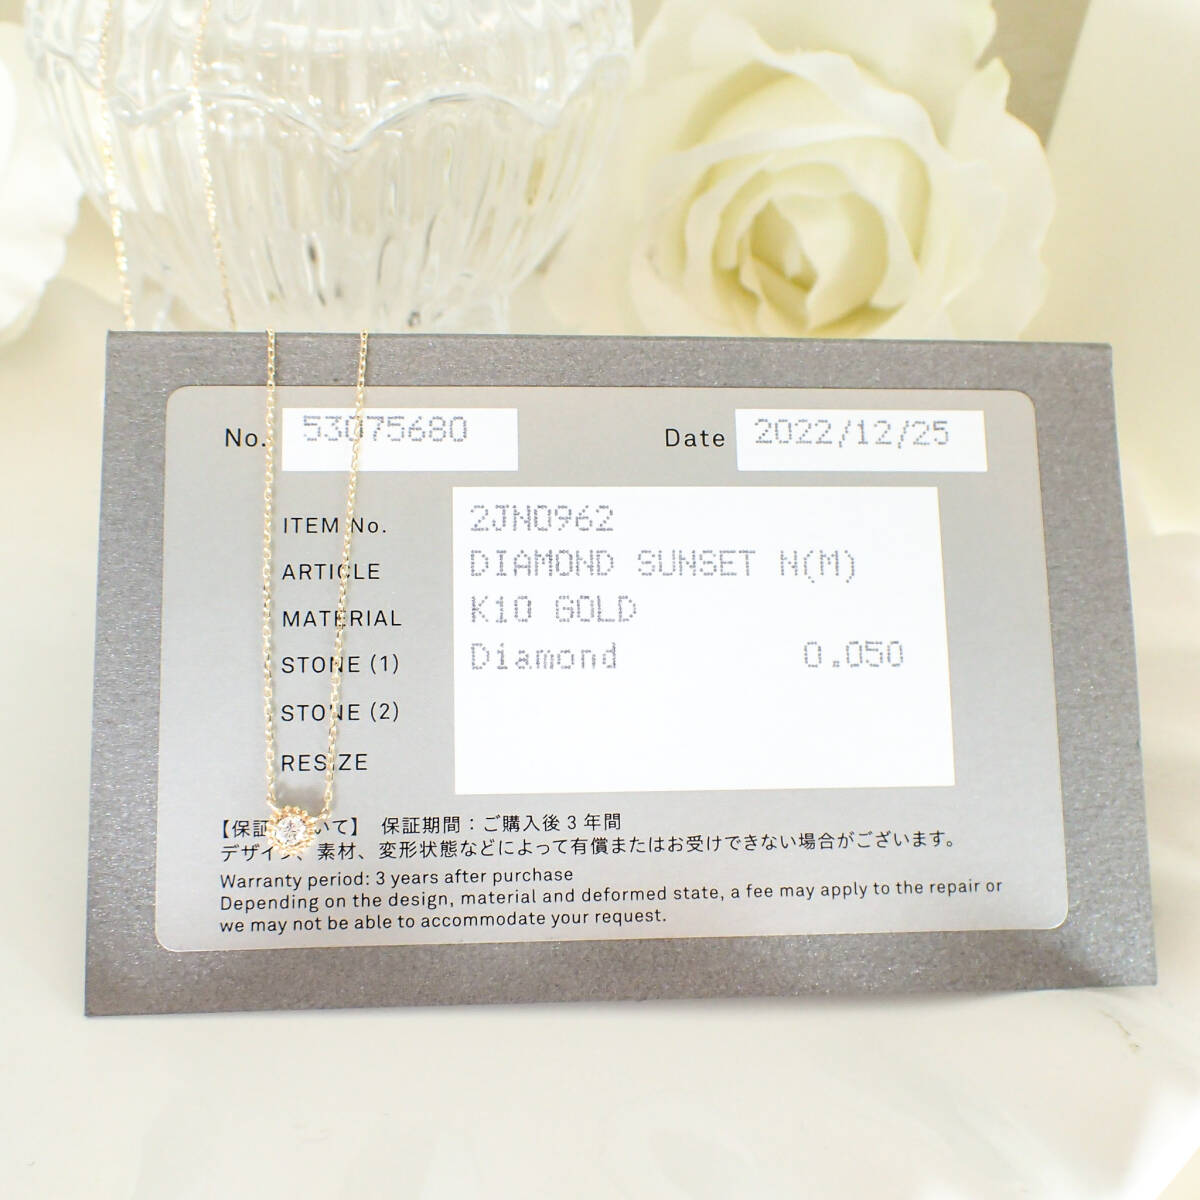 No. 53075680 Date 2022/12/25
ITEM No. 2JN0962
ARTICLE DIAMOND SUNSET N(M)
MATERIAL K10 GOLD
STONE (1) Diamond 0.050
STONE (2)
RESIZE
【保証 いて】 保証期間：ご購入後3年間
デザイン、素材、変形状態などによって有償またはお受けできない場合がございます。
Warranty period: 3 years after purchase
Depending on the design, material and deformed state, a fee may apply to the repair or
we may not be able to accommodate your request.